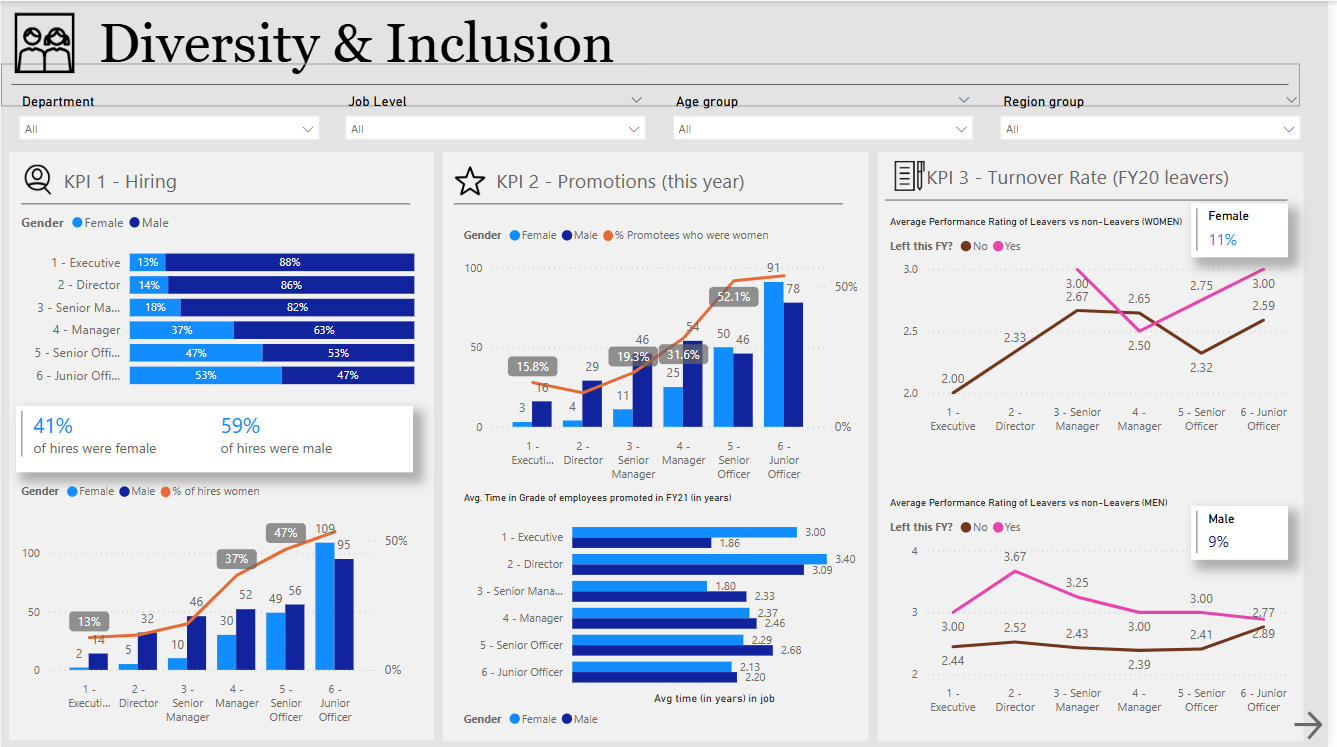 Diversity & Inclusion
Department
Job Level
Age group
Region group
All
All
All
All
KPI 1 - Hiring
Gender Female Male
1 - Executive 13% 88%
2 - Director 14% 86%
3 - Senior Ma... 18% 82%
4 - Manager 37% 63%
5 - Senior Offi... 47% 53%
6 - Junior Offi... 53% 47%
41% 59%
of hires were female of hires were male
Gender Female Male % of hires women
109
47% 95
50%
100
37%
46 52 49 56
50
13% 32 30
14 10
2 5
0 0%
1 - 2 - 3 - 4 - 5 - 6 -
Executi... Director Senior Manager Senior Junior
Manager Officer Officer
KPI 2 - Promotions (this year)
Gender Female Male % Promotees who were women
100 91
52.1% 78 50%
54
50 46 50 46
15.8% 29 19.3% 31.6%
16 25
3 4 11
0 0%
1 - 2 - 3 - 4 - 5 - 6 -
Executi... Director Senior Manager Senior Junior
Manager Officer Officer
Avg. Time in Grade of employees promoted in FY21 (in years)
1 - Executive 3.00
1.86
2 - Director 3.40
3.09
3 - Senior Mana... 1.80
2.33
4 - Manager 2.37
2.46
5 - Senior Officer 2.29
2.68
6 - Junior Officer 2.13
2.20
Avg time (in years) in job
Gender Female Male
KPI 3 - Turnover Rate (FY20 leavers)
Average Performance Rating of Leavers vs non-Leavers (WOMEN)
Female
11%
Left this FY? No Yes
3.0
3.00 2.75 3.00
2.67 2.65 2.59
2.5 2.33 2.50
2.00 2.32
2.0
1 - 2 - 3 - Senior 4 - 5 - Senior 6 - Junior
Executive Director Manager Manager Officer Officer
Average Performance Rating of Leavers vs non-Leavers (MEN)
Male
9%
Left this FY? No Yes
4
3.67
3.25
3 3.00 2.77
3.00 2.52 2.43 3.00 2.41 2.89
2.44 2.39
2
1 - 2 - 3 - Senior 4 - 5 - Senior 6 - Junior
Executive Director Manager Manager Officer Officer